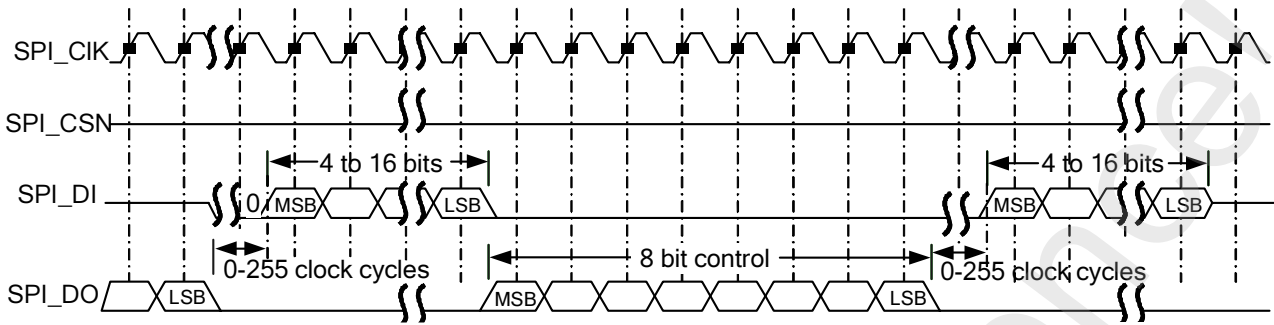 SPI_CIK
SPI_CSN
4 to 16 bits
4 to 16 bits
SPI_DI
0
MSB
LSB
MSB
LSB
0-255 clock cycles
8 bit control
0-255 clock cycles
SPI_DO
LSB
MSB
LSB